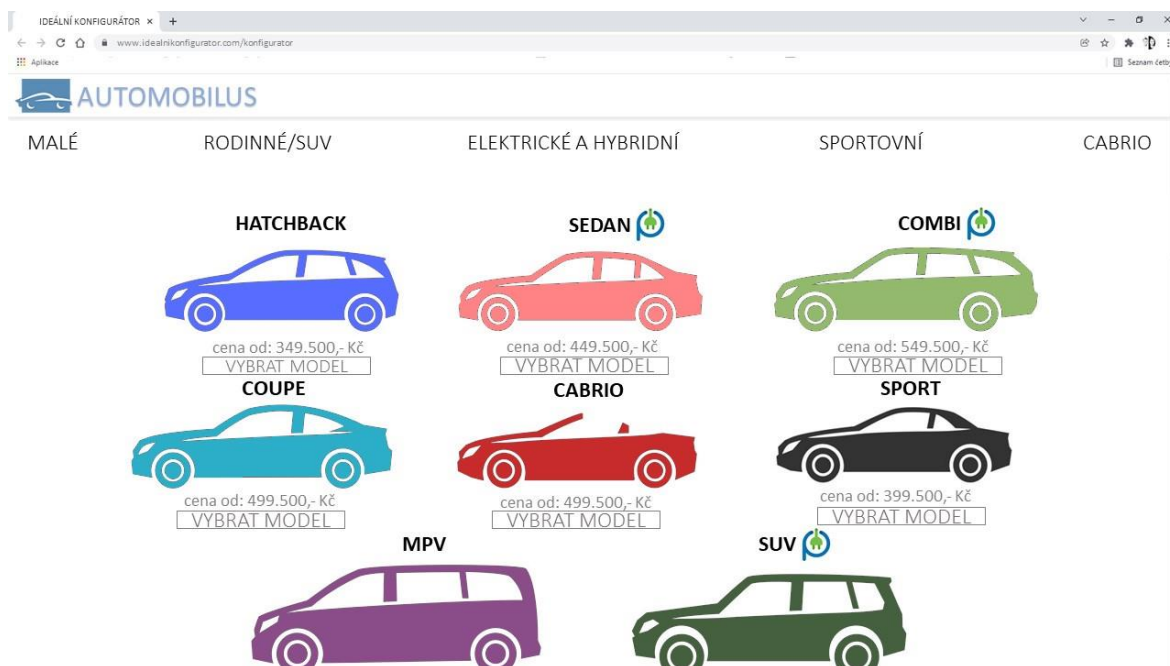 IDEÁLNÍ KONFIGURÁTOR × +
www.idealnikonfigurator.com/konfigurator
Aplikace Seznam četby
AUTOMOBILUS
MALÉ RODINNÉ/SUV ELEKTRICKÉ A HYBRIDNÍ SPORTOVNÍ CABRIO
HATCHBACK SEDAN COMBI
cena od: 349.500,- Kč cena od: 449.500,- Kč cena od: 549.500,- Kč
VYBRAT MODEL VYBRAT MODEL VYBRAT MODEL
COUPE CABRIO SPORT
cena od: 499.500,- Kč cena od: 499.500,- Kč cena od: 399.500,- Kč
VYBRAT MODEL VYBRAT MODEL VYBRAT MODEL
MPV SUV